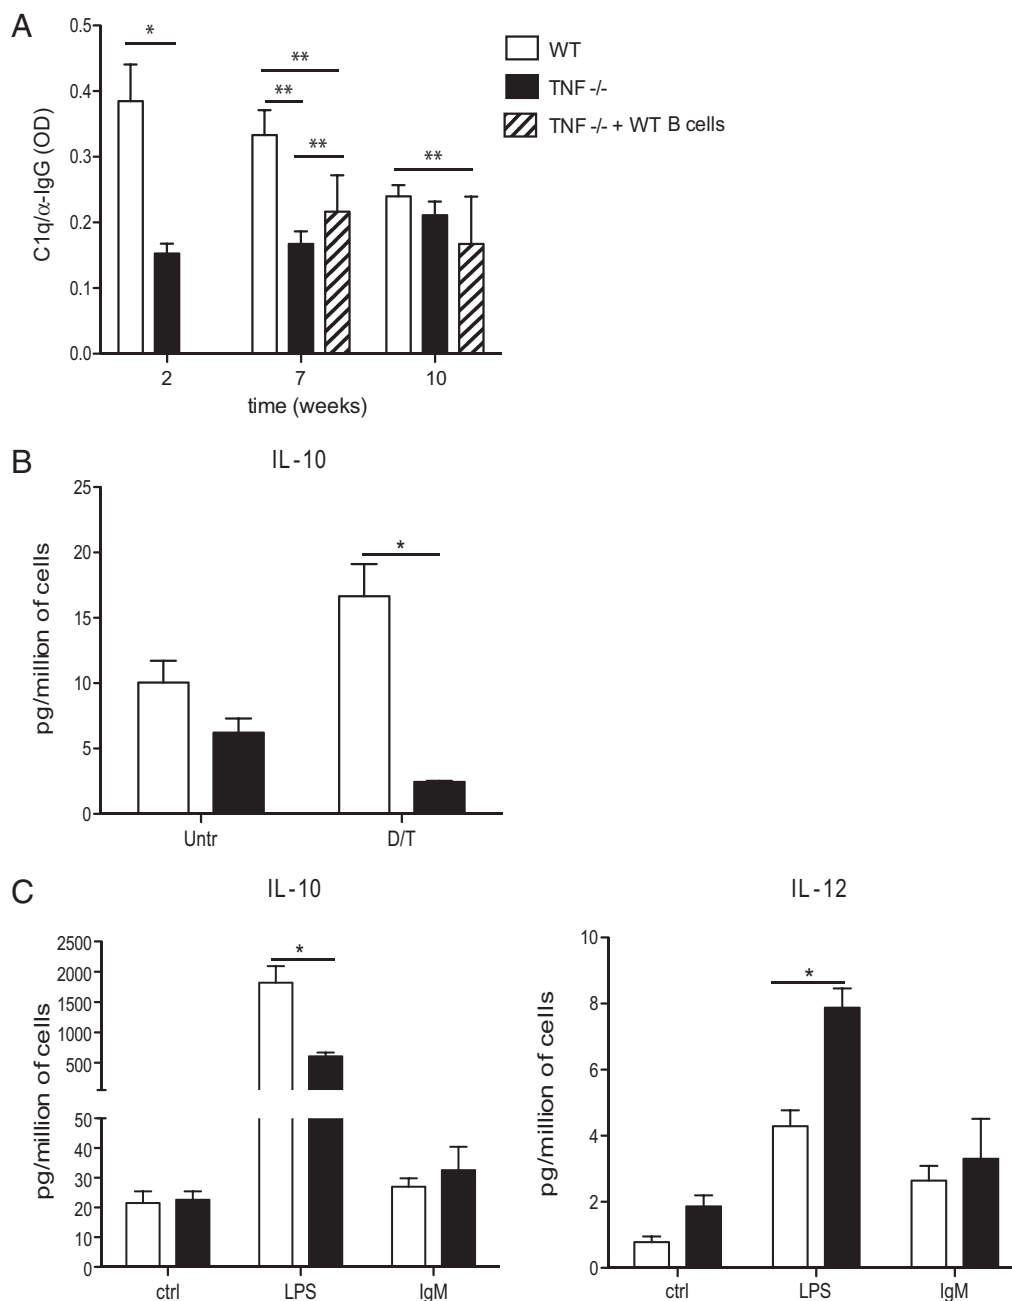 A
C1q/α-IgG (OD)
0.5
0.4
0.3
0.2
0.1
0.0
*
**
**
**
**
2
7
10
time (weeks)
WT
TNF -/-
TNF -/- + WT B cells
B
IL-10
pg/million of cells
25
20
15
10
5
0
*
Untr
D/T
C
IL-10
pg/million of cells
2500
2000
1500
1000
500
50
40
30
20
10
0
*
ctrl
LPS
IgM
IL-12
pg/million of cells
10
8
6
4
2
0
*
ctrl
LPS
IgM